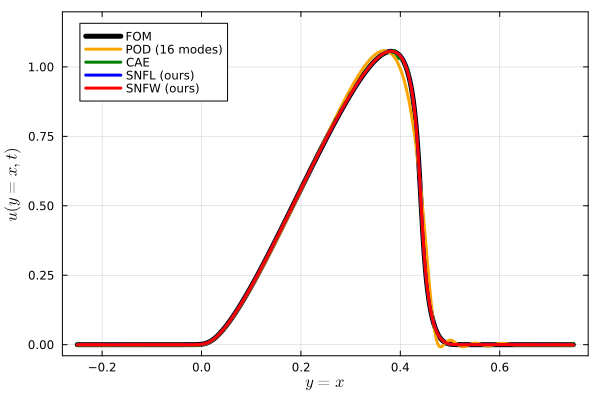 FOM
POD (16 modes)
CAE
SNFL (ours)
SNFW (ours)
1.00
0.75
0.50
0.25
0.00
u(y = x, t)
−0.2 0.0 0.2 0.4 0.6
y = x